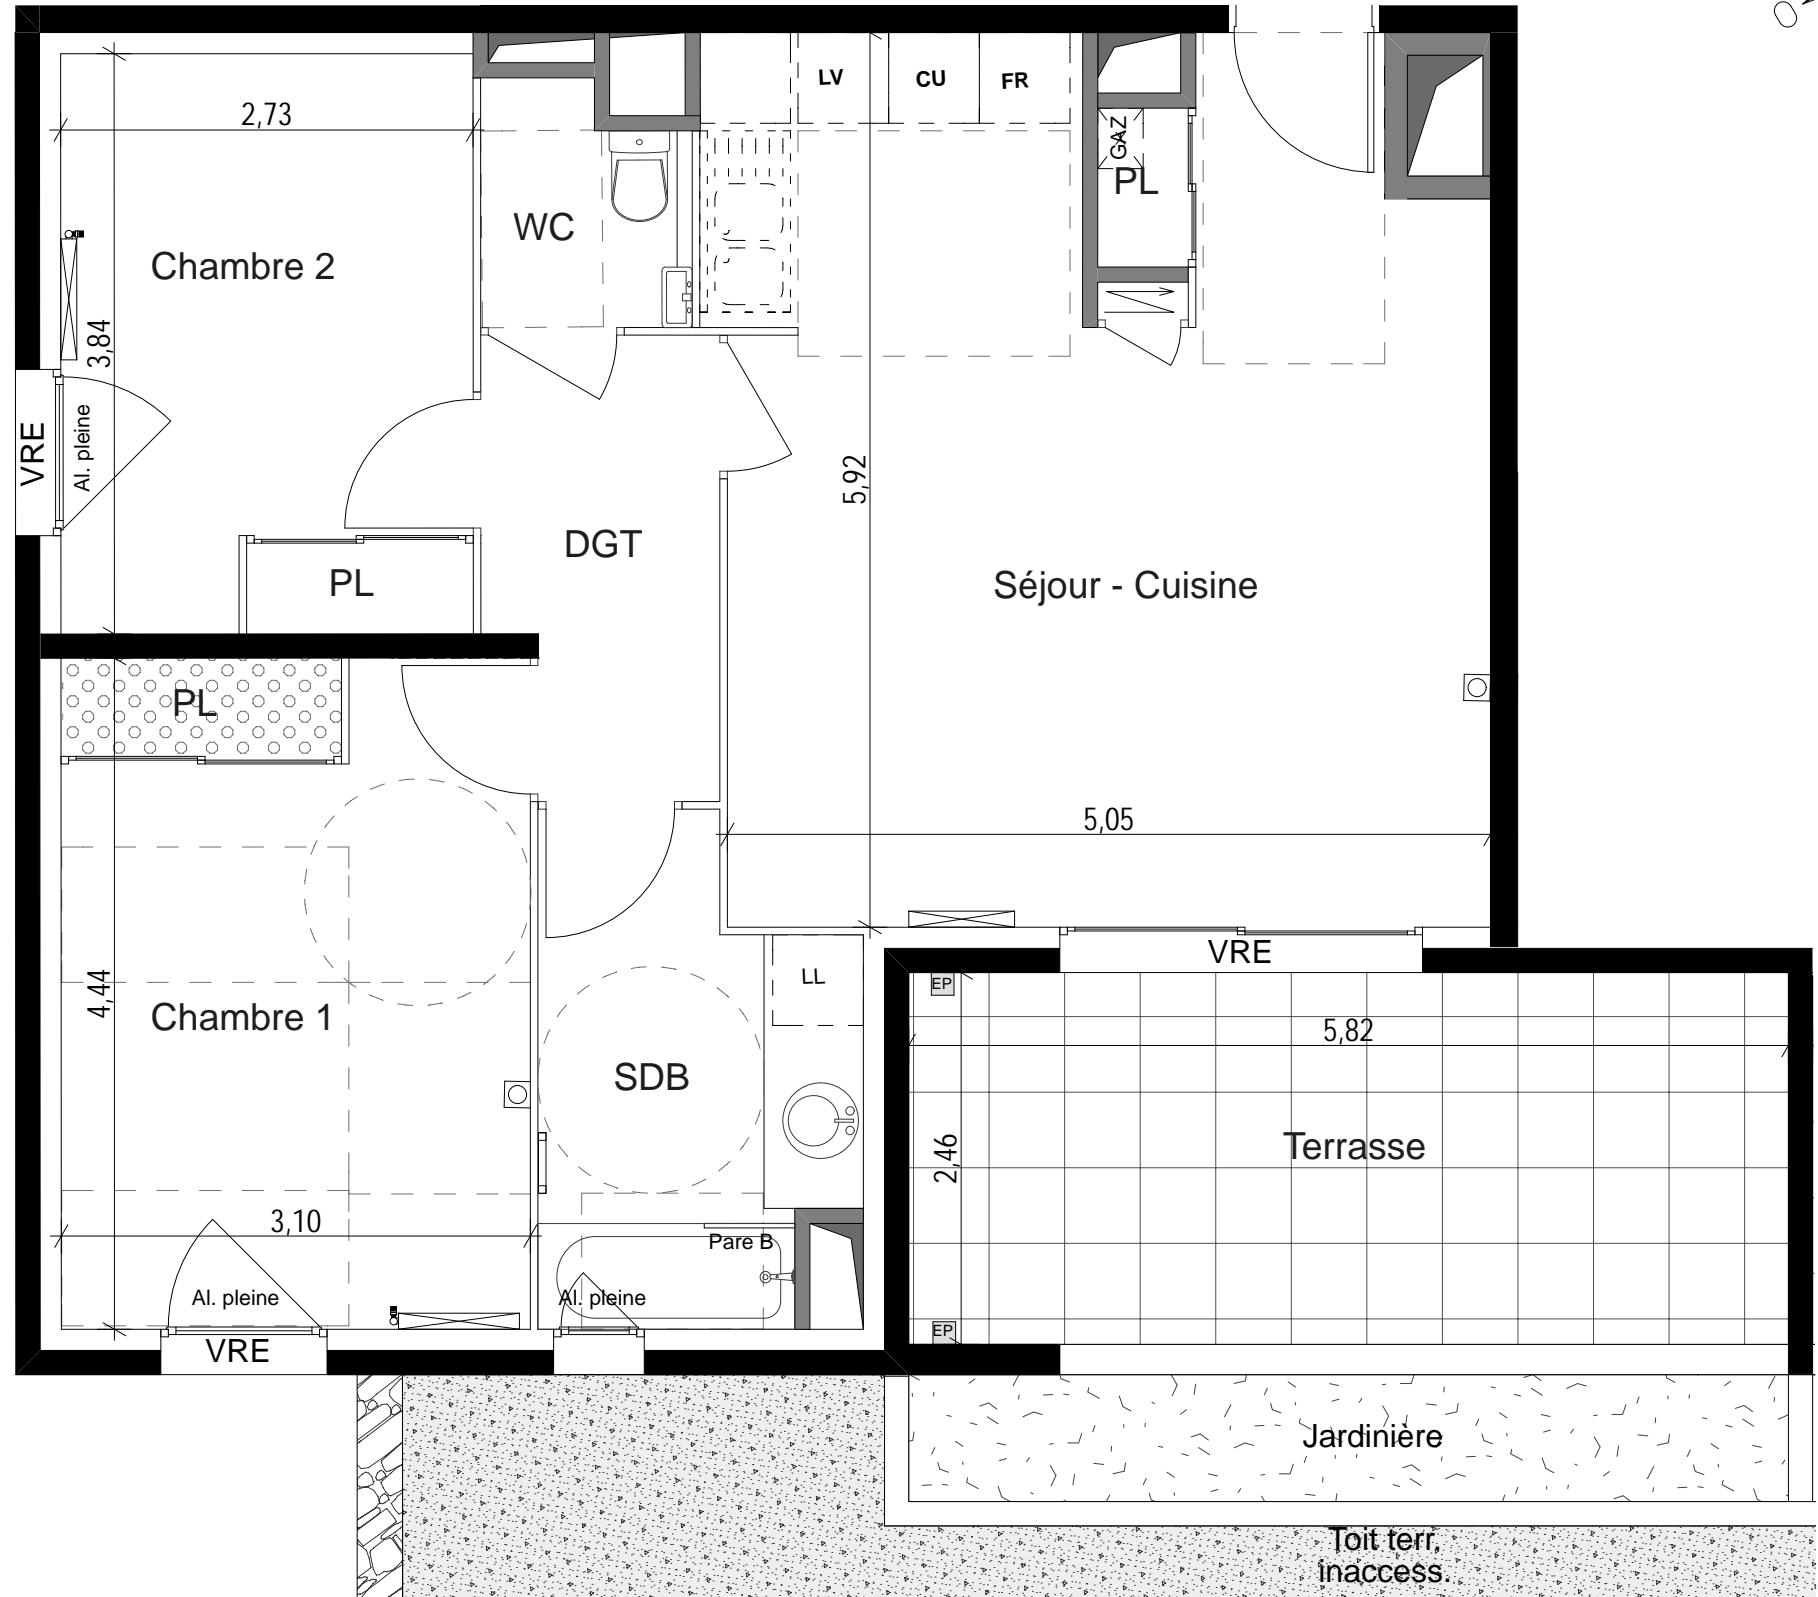 LV
CU
FR
2,73
GAZ
PL
WC
Chambre 2
3,84
VRE
Al. pleine
5,92
DGT
PL
Séjour - Cuisine
PL
5,05
VRE
LL
EP
4,44
Chambre 1
5,82
SDB
2,46
Terrasse
3,10
Pare B
Al. pleine
Al. pleine
EP
VRE
Jardinière
Toit terr.
inaccess.